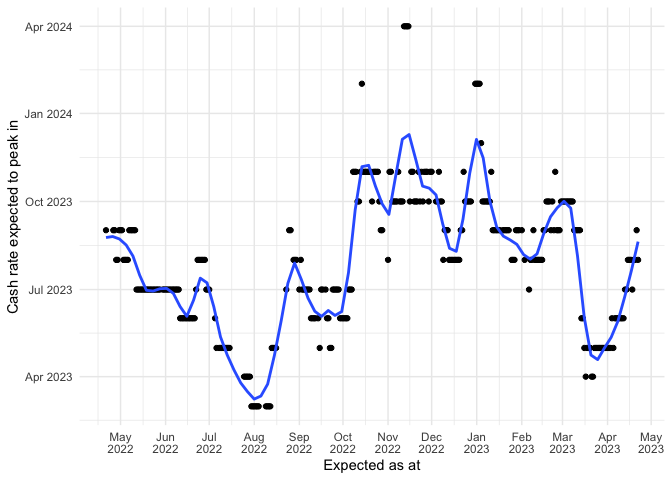 Apr 2024
Jan 2024
Oct 2023
Jul 2023
Apr 2023
Cash rate expected to peak in
May Jun Jul Aug Sep Oct Nov Dec Jan Feb Mar Apr May
2022 2022 2022 2022 2022 2022 2022 2022 2023 2023 2023 2023 2023
Expected as at